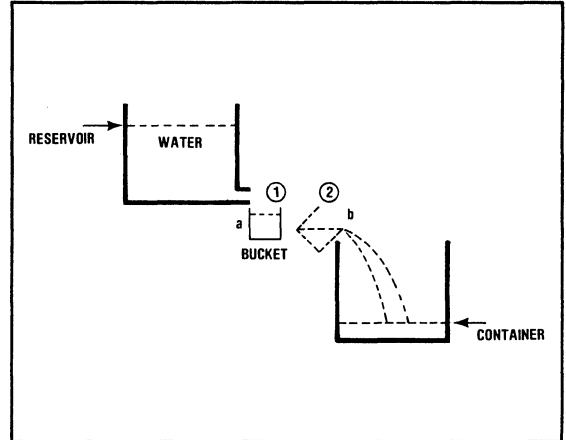 RESERVOIR
WATER
1
2
a
b
BUCKET
CONTAINER